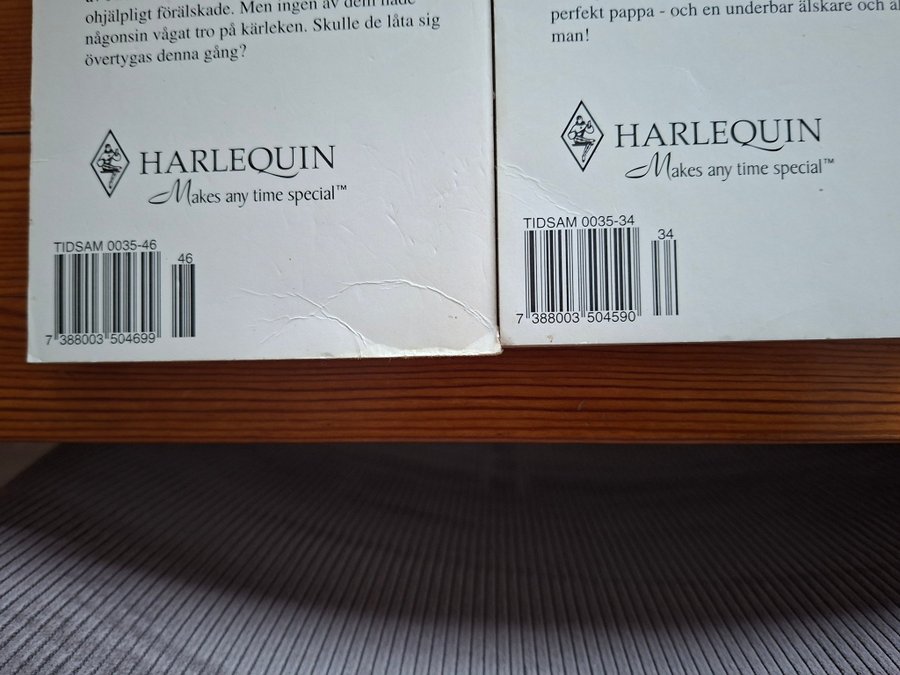 ohjälpligt förälskade. Men ingen av dem hade
någonsin vågat tro på kärleken. Skulle de låta sig
övertygas denna gång?
HARLEQUIN
Makes any time special™
TIDSAM 0035-46
46
7 388003 504699
perfekt pappa - och en underbar älskare och
man!
HARLEQUIN
Makes any time special™
TIDSAM 0035-34
34
7 388003 504590